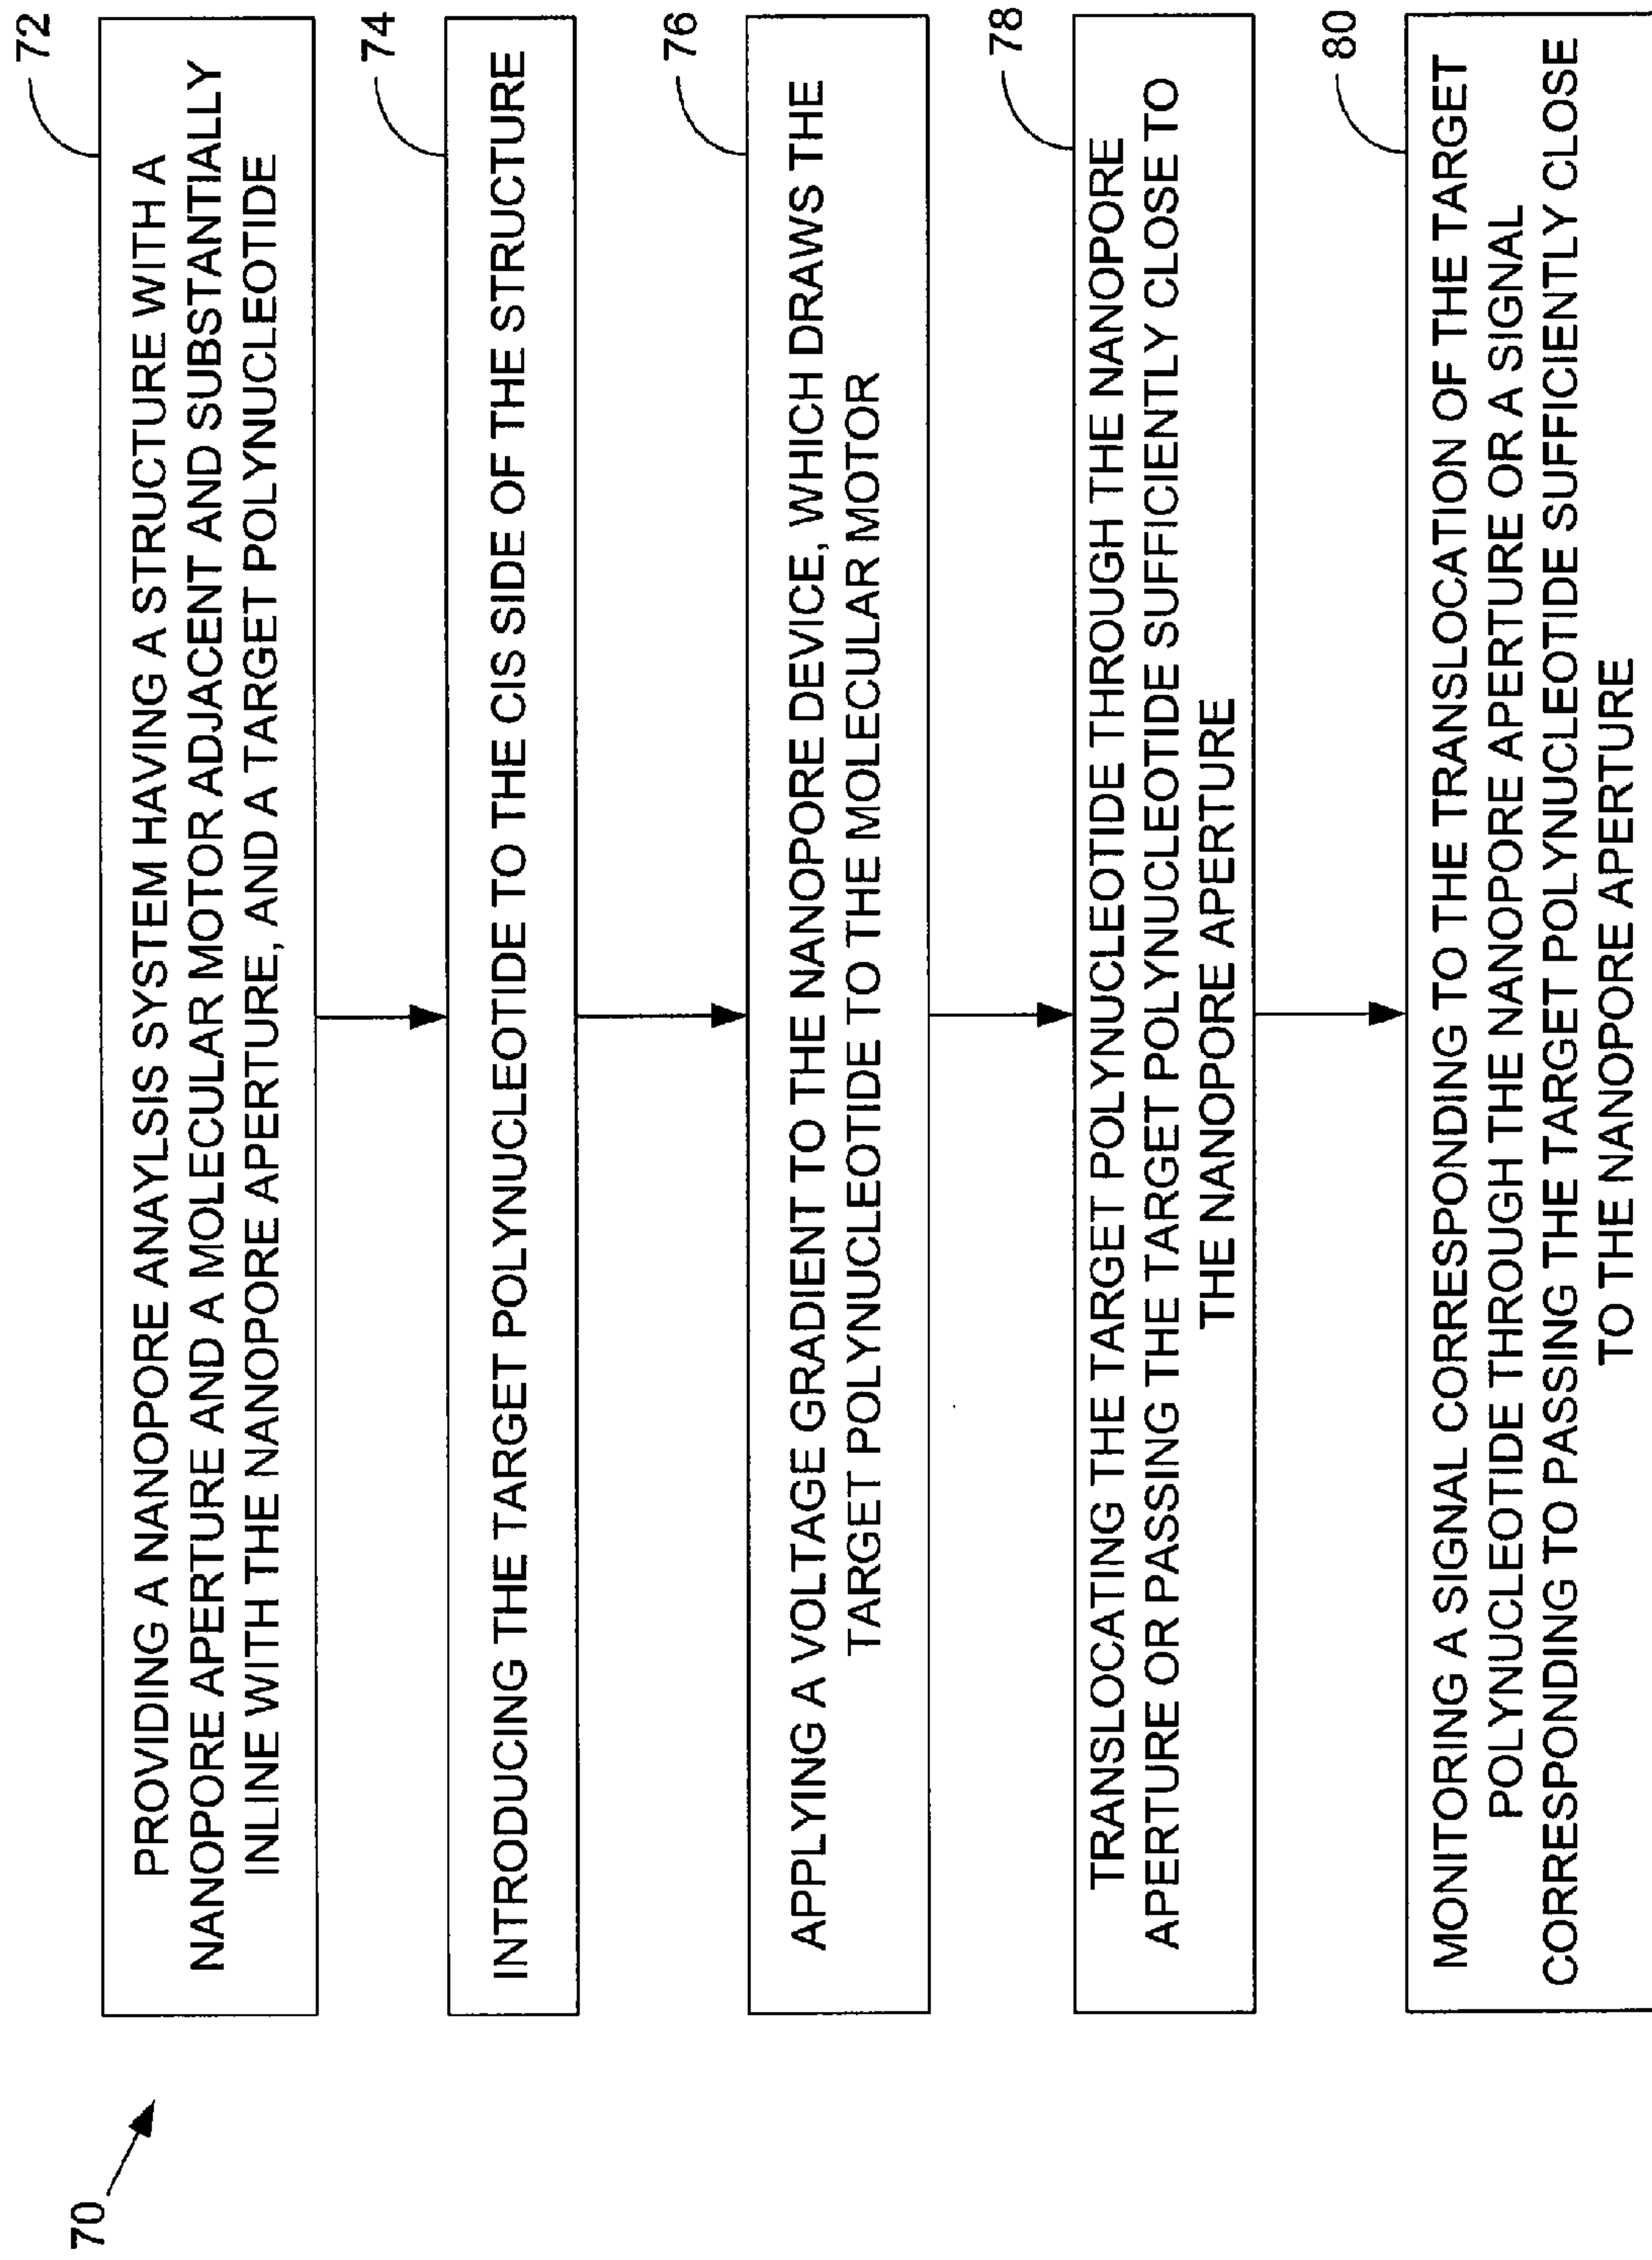 70
72
PROVIDING A NANOPORE ANAYLSIS SYSTEM HAVING A STRUCTURE WITH A
NANOPORE APERTURE AND A MOLECULAR MOTOR ADJACENT AND SUBSTANTIALLY
INLINE WITH THE NANOPORE APERTURE, AND A TARGET POLYNUCLEOTIDE
74
INTRODUCING THE TARGET POLYNUCLEOTIDE TO THE CIS SIDE OF THE STRUCTURE
76
APPLYING A VOLTAGE GRADIENT TO THE NANOPORE DEVICE, WHICH DRAWS THE
TARGET POLYNUCLEOTIDE TO THE MOLECULAR MOTOR
78
TRANSLOCATING THE TARGET POLYNUCLEOTIDE THROUGH THE NANOPORE
APERTURE OR PASSING THE TARGET POLYNUCLEOTIDE SUFFICIENTLY CLOSE TO
THE NANOPORE APERTURE
80
MONITORING A SIGNAL CORRESPONDING TO THE TRANSLOCATION OF THE TARGET
POLYNUCLEOTIDE THROUGH THE NANOPORE APERTURE OR A SIGNAL
CORRESPONDING TO PASSING THE TARGET POLYNUCLEOTIDE SUFFICIENTLY CLOSE
TO THE NANOPORE APERTURE